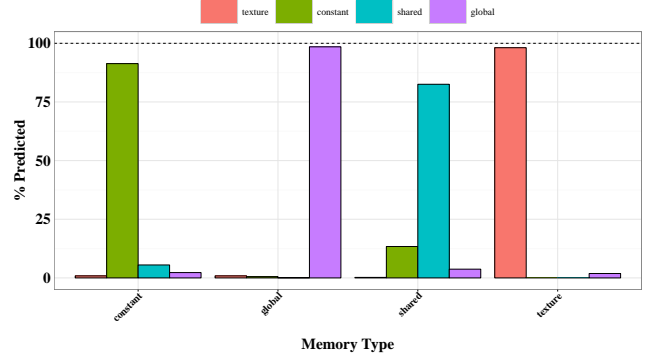 texture constant shared global
100
75
50
25
0
% Predicted
constant global shared texture
Memory Type